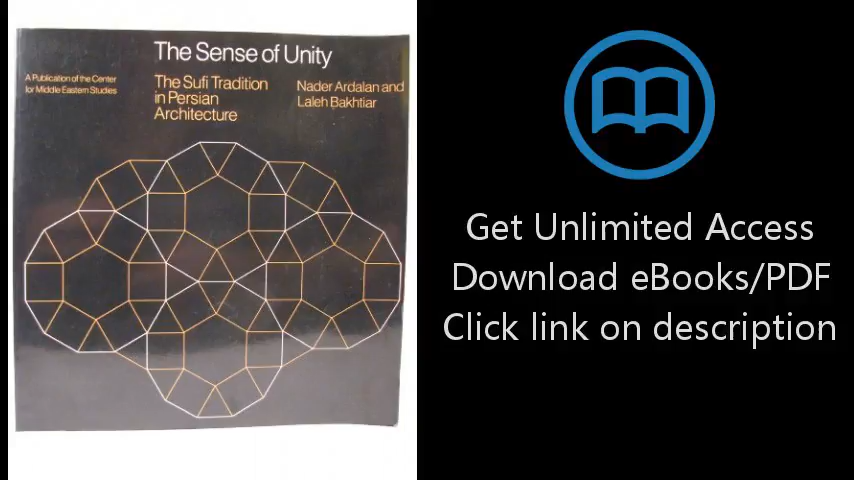 The Sense of Unity
A Publication of the Center
for Middle Eastern Studies
The Sufi Tradition
in Persian
Architecture
Nader Ardalan and
Laleh Bakhtiar
Get Unlimited Access
Download eBooks/PDF
Click link on description